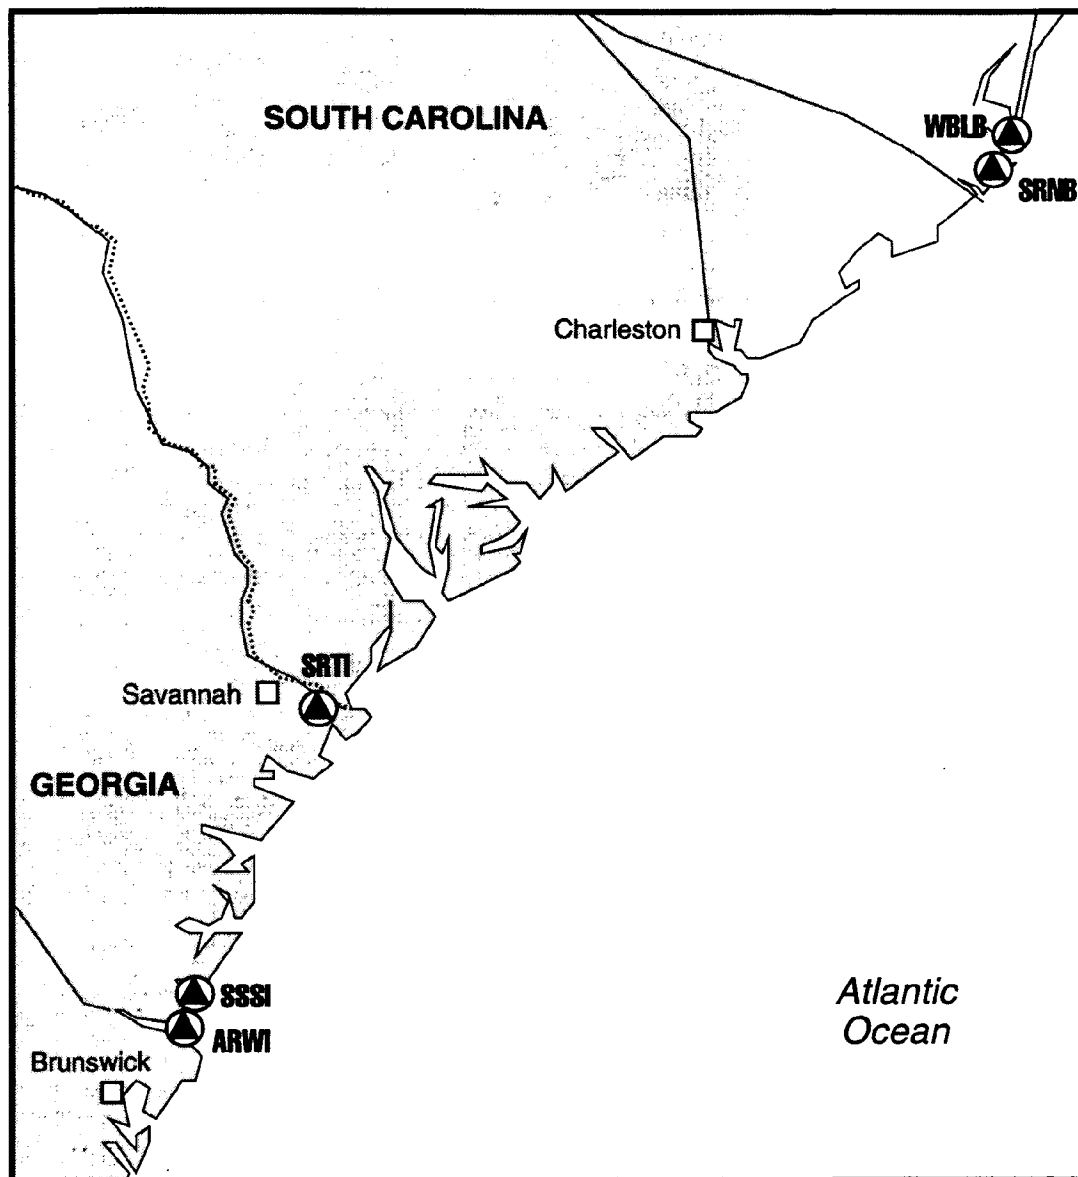 SOUTH CAROLINA
WBLB
SRNB
Charleston
SRTI
Savannah
GEORGIA
SSSI
ARWI
Brunswick
Atlantic
Ocean